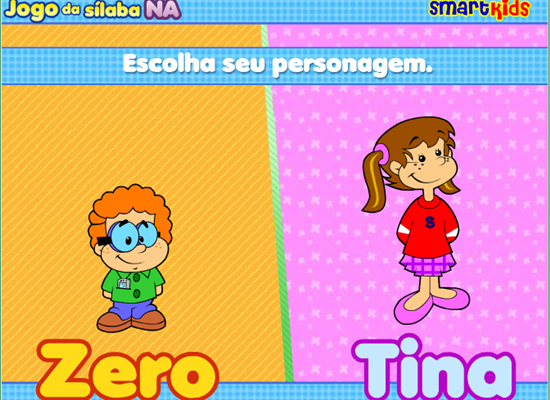 Jogo da sílaba NA
smartkids
Escolha seu personagem.
S
Zero
Tina